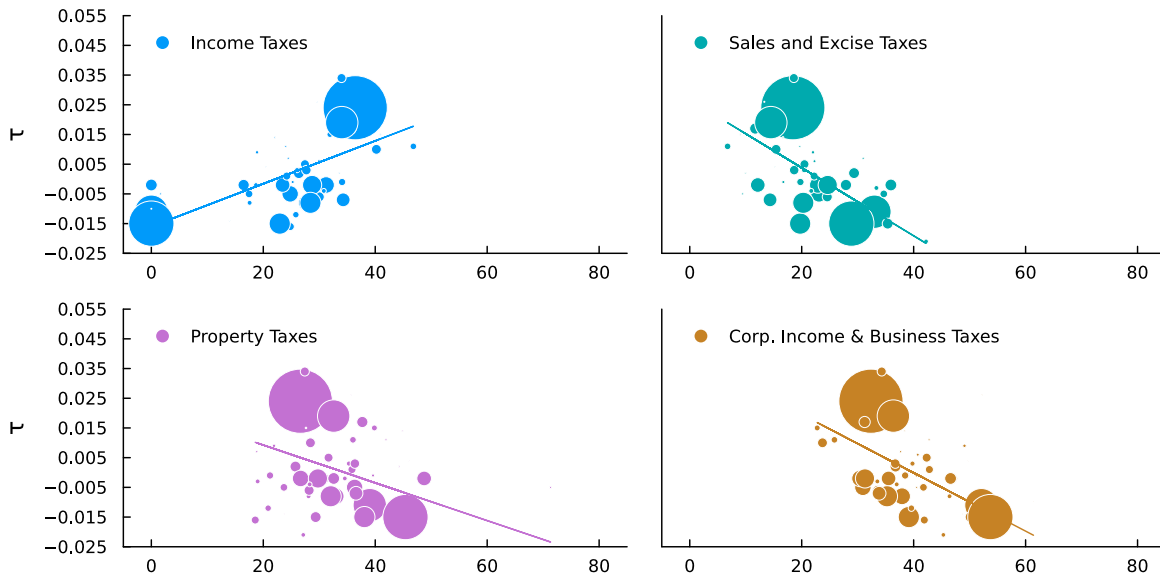 0.055
0.045
0.035
0.025
0.015
0.005
-0.005
-0.015
-0.025
τ
Income Taxes
0 20 40 60 80
Sales and Excise Taxes
0 20 40 60 80
0.055
0.045
0.035
0.025
0.015
0.005
-0.005
-0.015
-0.025
τ
Property Taxes
0 20 40 60 80
Corp. Income & Business Taxes
0 20 40 60 80